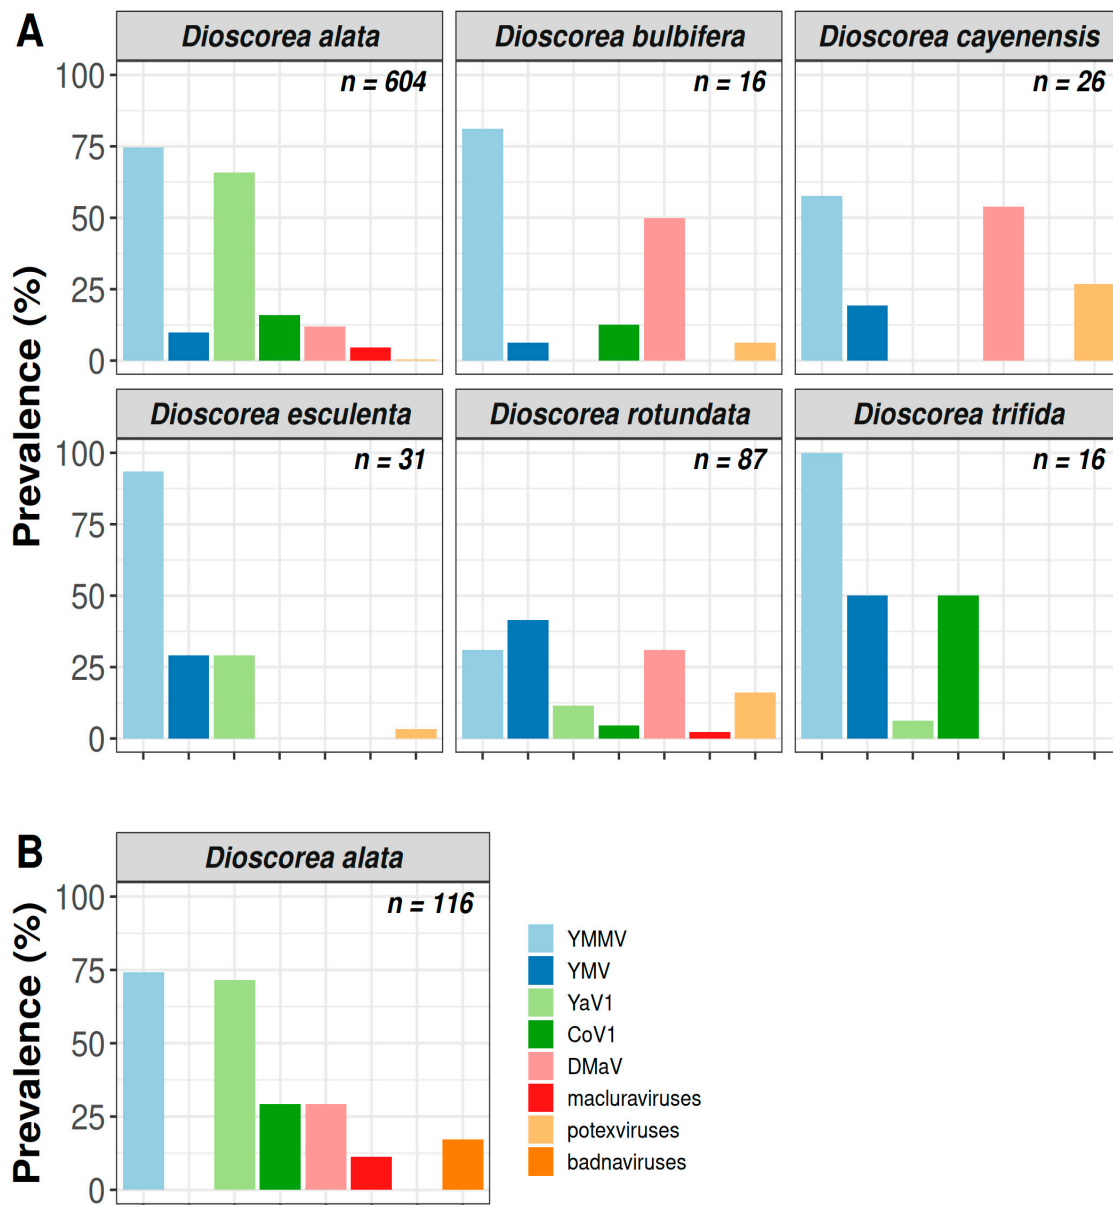 A
Dioscorea alata
Dioscorea bulbifera
Dioscorea cayenensis
n = 604
n = 16
n = 26
100
75
50
25
0
Prevalence (%)
Dioscorea esculenta
Dioscorea rotundata
Dioscorea trifida
n = 31
n = 87
n = 16
100
75
50
25
0
B
Dioscorea alata
n = 116
100
75
50
25
0
Prevalence (%)
YMMV
YMV
YaV1
CoV1
DMaV
macluraviruses
potexviruses
badnaviruses